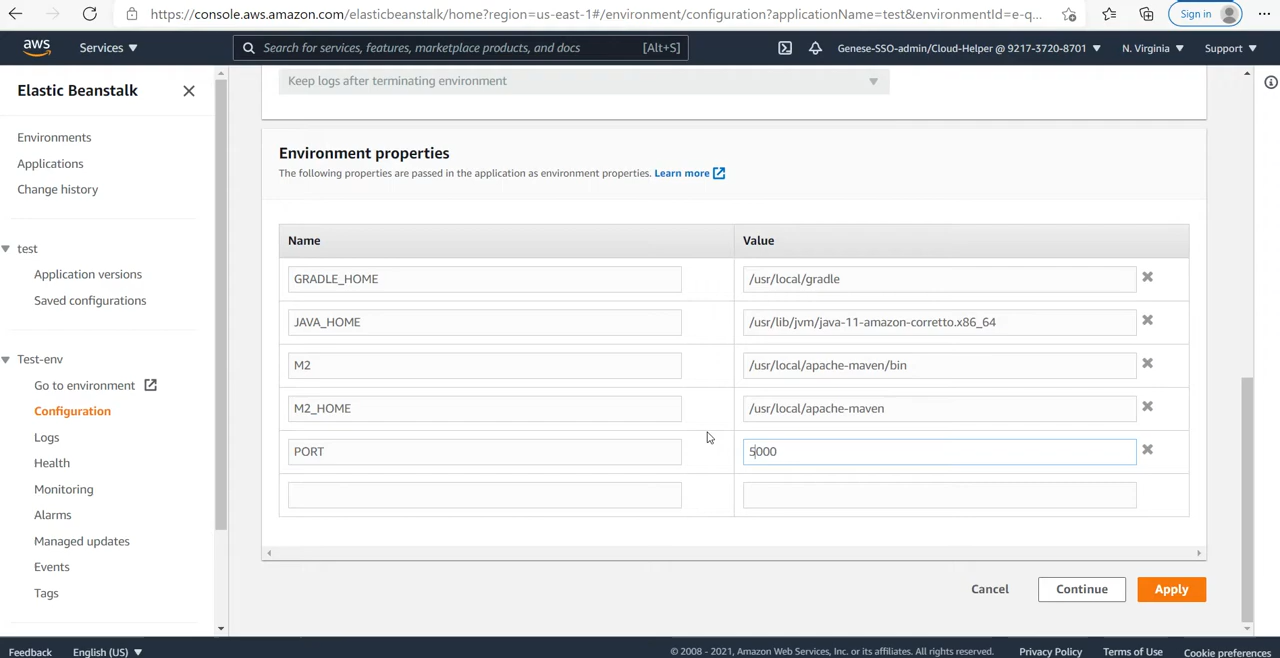 https://console.aws.amazon.com/elasticbeanstalk/home?region=us-east-1#/environment/configuration?applicationName=test&environmentId=e-q...
Sign in
aws
Services
Search for services, features, marketplace products, and docs
[Alt+S]
Genese-SSO-admin/Cloud-Helper @ 9217-3720-8701
N. Virginia
Support
Elastic Beanstalk
Environments
Applications
Change history
test
Application versions
Saved configurations
Test-env
Go to environment
Configuration
Logs
Health
Monitoring
Alarms
Managed updates
Events
Tags
Keep logs after terminating environment
Environment properties
The following properties are passed in the application as environment properties. Learn more
Name Value
GRADLE_HOME /usr/local/gradle
JAVA_HOME /usr/lib/jvm/java-11-amazon-corretto.x86_64
M2 /usr/local/apache-maven/bin
M2_HOME /usr/local/apache-maven
PORT 5000
Cancel Continue Apply
Feedback English (US) © 2008 - 2021, Amazon Web Services, Inc. or its affiliates. All rights reserved. Privacy Policy Terms of Use Cookie preferences